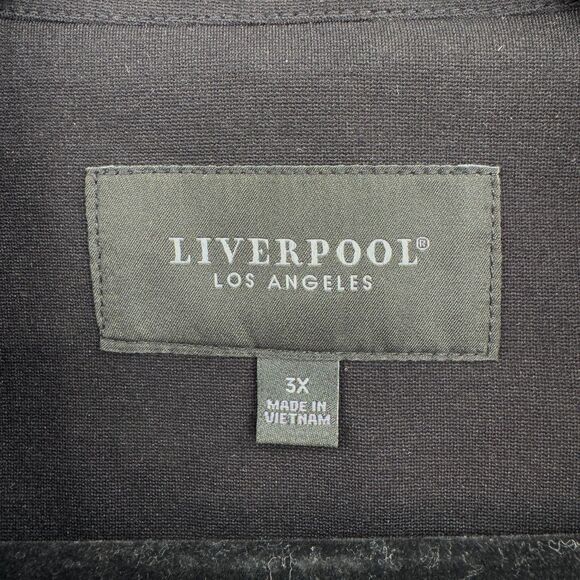 LIVERPOOL®
LOS ANGELES
3X
MADE IN
VIETNAM